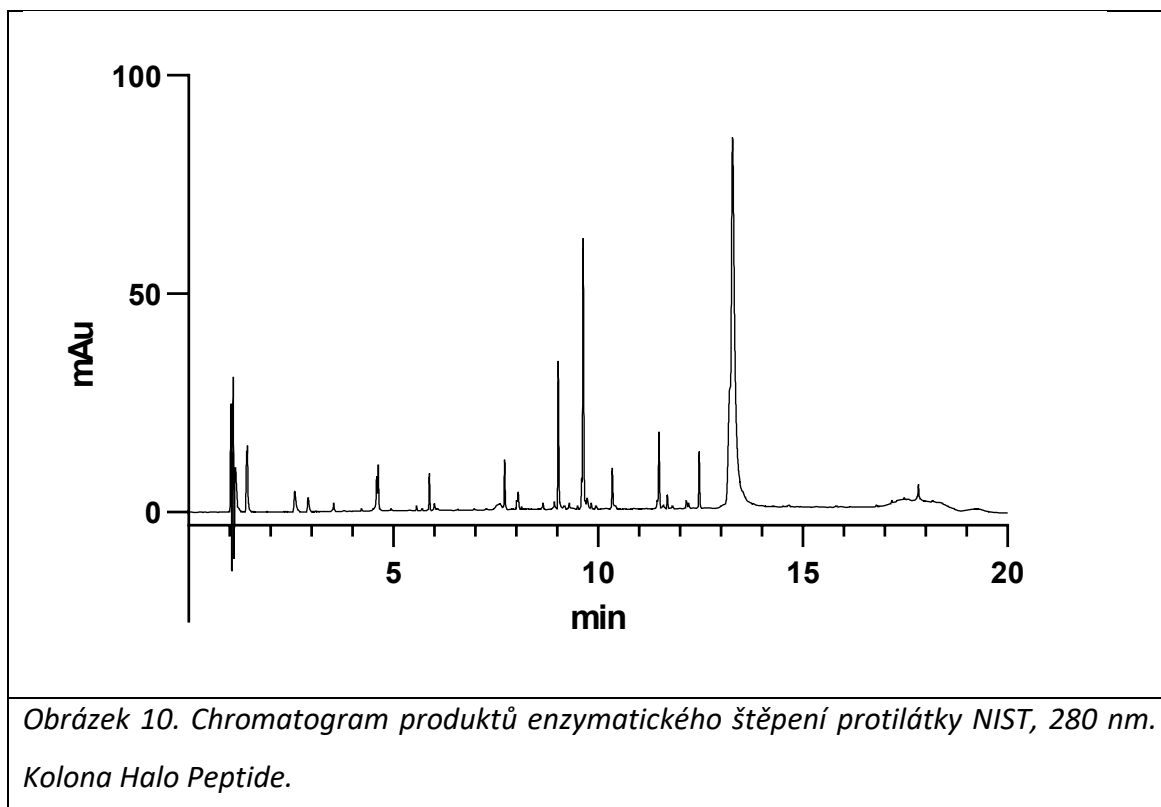 100
50
0
mAu
5
10
15
20
min
Obrázek 10. Chromatogram produktů enzymatického štěpení protilátky NIST, 280 nm.
Kolona Halo Peptide.